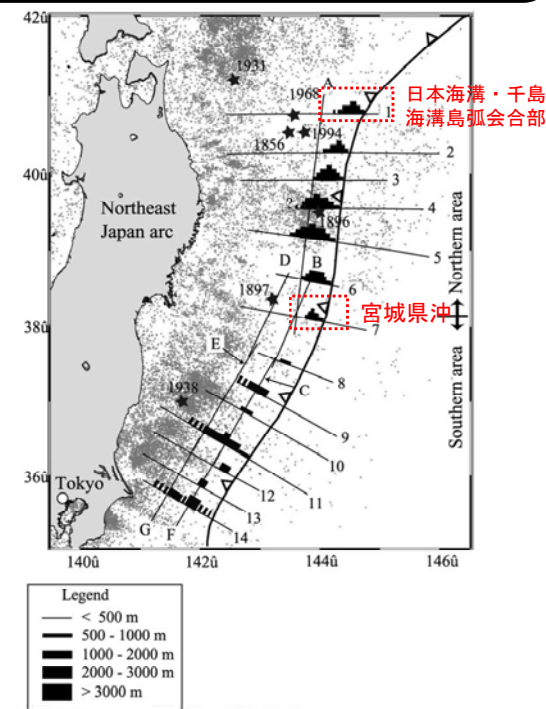 42û
1931
A
1968
日本海溝・千島
海溝島弧会合部
1
1856
1994
2
40û
3
Northeast
Japan arc
?
1896
4
Northern area
5
D
B
1897
6
宮城県沖
38û
7
E
8
1938
C
9
Southern area
10
36û
Tokyo
12
11
13
G
F
14
140û
142û
144û
146û
Legend
< 500 m
500 - 1000 m
1000 - 2000 m
2000 - 3000 m
> 3000 m